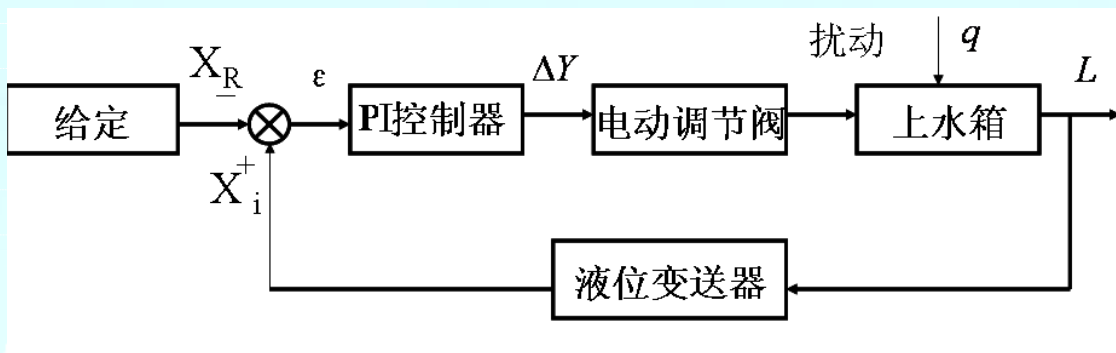 扰动
q
X_R
−
ε
ΔY
L
给定
PI控制器
电动调节阀
上水箱
+
X_i
液位变送器